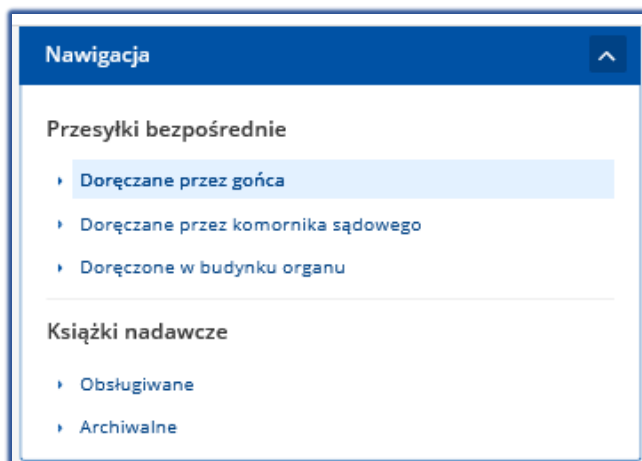 Nawigacja
Przesyłki bezpośrednie
Doręczane przez gońca
Doręczane przez komornika sądowego
Doręczone w budynku organu
Książki nadawcze
Obsługiwane
Archiwalne